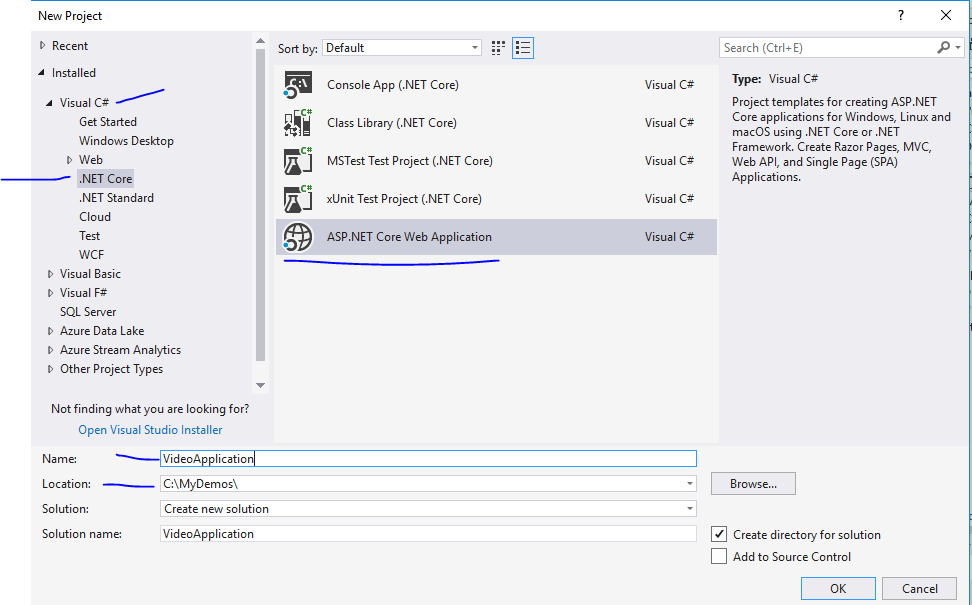 New Project
?
Recent
Installed
Visual C#
Get Started
Windows Desktop
Web
.NET Core
.NET Standard
Cloud
Test
WCF
Visual Basic
Visual F#
SQL Server
Azure Data Lake
Azure Stream Analytics
Other Project Types
Not finding what you are looking for?
Open Visual Studio Installer
Sort by: Default
Console App (.NET Core) Visual C#
Class Library (.NET Core) Visual C#
MSTest Test Project (.NET Core) Visual C#
xUnit Test Project (.NET Core) Visual C#
ASP.NET Core Web Application Visual C#
Search (Ctrl+E)
Type: Visual C#
Project templates for creating ASP.NET
Core applications for Windows, Linux and
macOS using .NET Core or .NET
Framework. Create Razor Pages, MVC,
Web API, and Single Page (SPA)
Applications.
Name: VideoApplication
Location: C:\MyDemos\
Browse...
Solution: Create new solution
Solution name: VideoApplication
Create directory for solution
Add to Source Control
OK
Cancel